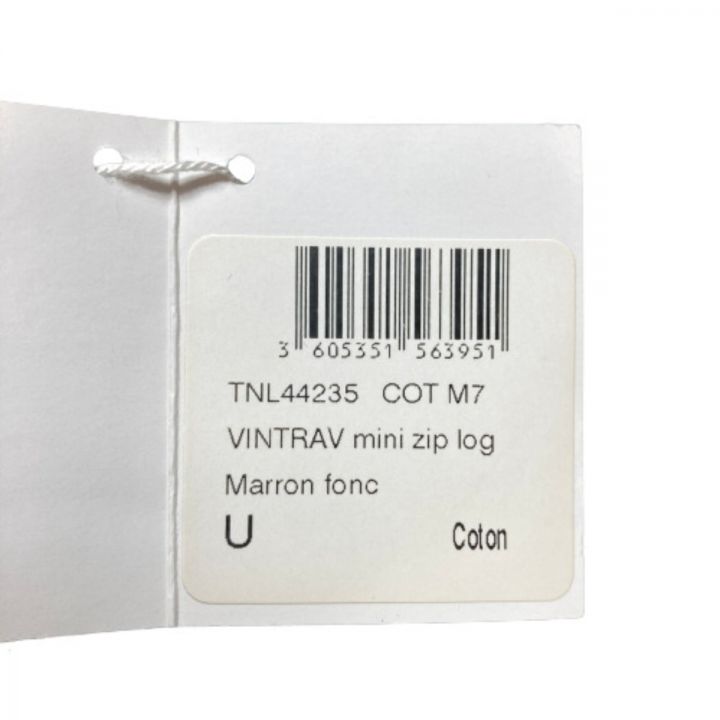 3 605351 563951
TNL44235 COT M7
VINTRAV mini zip log
Marron fonc
U Coton